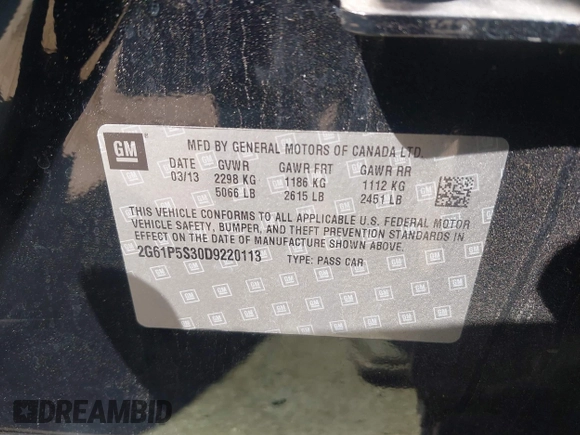 GM
MFD BY GENERAL MOTORS OF CANADA LTD.
DATE GVWR GAWR FRT GAWR RR
03/13 2298 KG 1186 KG 1112 KG
5066 LB 2615 LB 2451 LB
THIS VEHICLE CONFORMS TO ALL APPLICABLE U.S. FEDERAL MOTOR
VEHICLE SAFETY, BUMPER, AND THEFT PREVENTION STANDARDS IN
EFFECT ON THE DATE OF MANUFACTURE SHOWN ABOVE.
2G61P5S30D9220113 TYPE: PASS CAR
DREAMBID